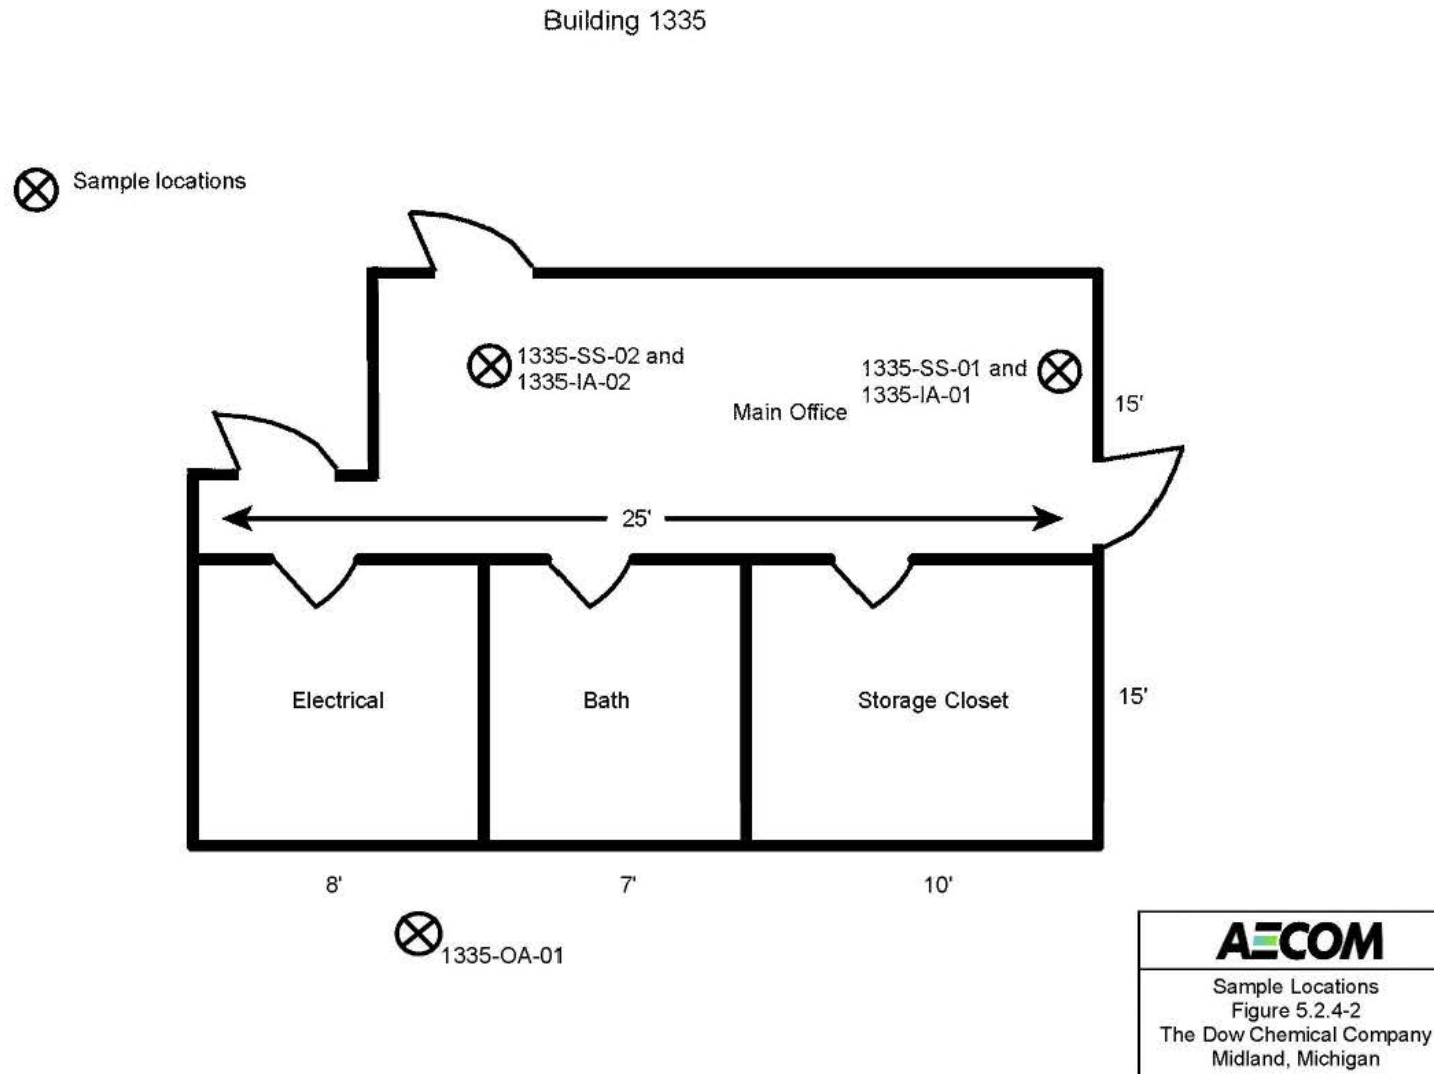 Building 1335
Sample locations
1335-SS-02 and
1335-IA-02
1335-SS-01 and
1335-IA-01
Main Office
15'
25'
Electrical
Bath
Storage Closet
15'
8'
7'
10'
1335-OA-01
AECOM
Sample Locations
Figure 5.2.4-2
The Dow Chemical Company
Midland, Michigan